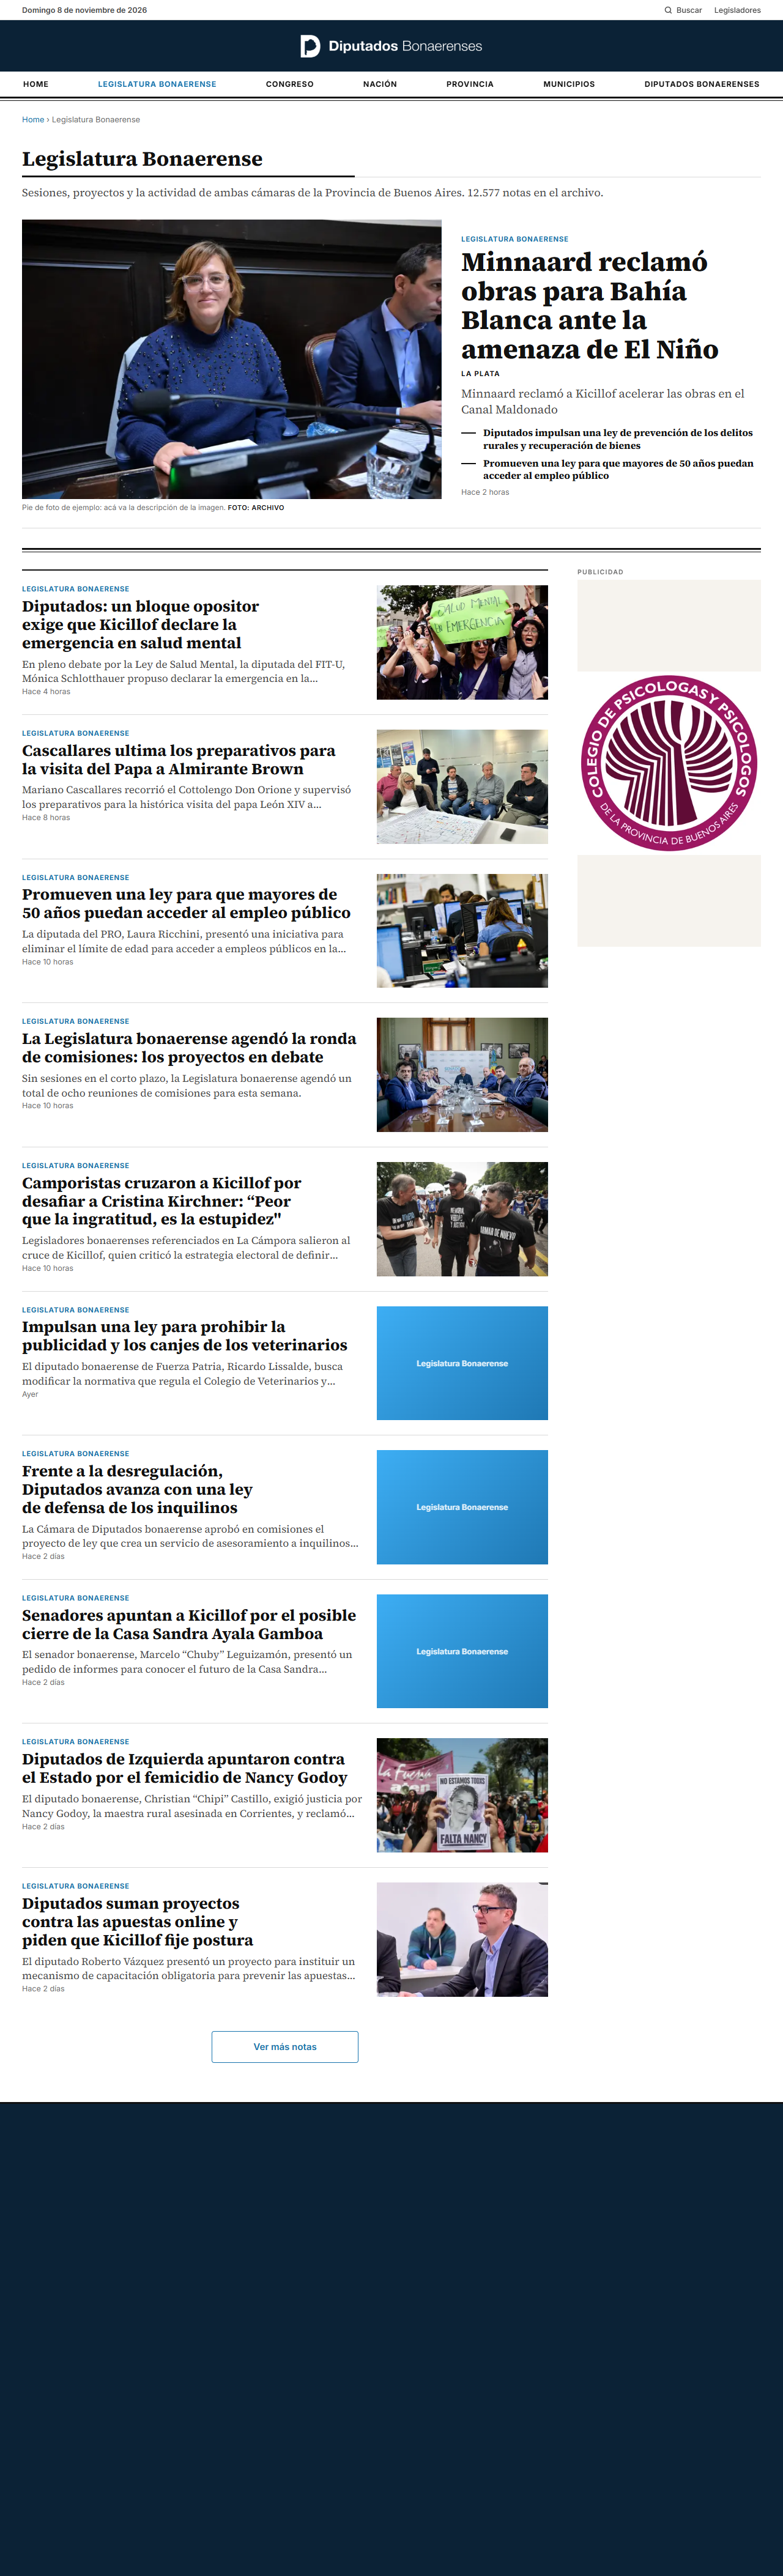 Domingo 8 de noviembre de 2026
Buscar Legisladores
Diputados Bonaerenses
HOME LEGISLATURA BONAERENSE CONGRESO NACIÓN PROVINCIA MUNICIPIOS DIPUTADOS BONAERENSES
Home › Legislatura Bonaerense
Legislatura Bonaerense
Sesiones, proyectos y la actividad de ambas cámaras de la Provincia de Buenos Aires. 12.577 notas en el archivo.
LEGISLATURA BONAERENSE
Minnaard reclamó
obras para Bahía
Blanca ante la
amenaza de El Niño
LA PLATA
Minnaard reclamó a Kicillof acelerar las obras en el
Canal Maldonado
Diputados impulsan una ley de prevención de los delitos
rurales y recuperación de bienes
Promueven una ley para que mayores de 50 años puedan
acceder al empleo público
Hace 2 horas
Pie de foto de ejemplo: acá va la descripción de la imagen. FOTO: ARCHIVO
LEGISLATURA BONAERENSE
Diputados: un bloque opositor
exige que Kicillof declare la
emergencia en salud mental
En pleno debate por la Ley de Salud Mental, la diputada del FIT-U,
Mónica Schlotthauer propuso declarar la emergencia en la...
Hace 4 horas
SALUD MENTAL
EN EMERGENCIA
PUBLICIDAD
COLEGIO DE PSICOLOGAS Y PSICOLOGOS
DE LA PROVINCIA DE BUENOS AIRES
LEGISLATURA BONAERENSE
Cascallares ultima los preparativos para
la visita del Papa a Almirante Brown
Mariano Cascallares recorrió el Cottolengo Don Orione y supervisó
los preparativos para la histórica visita del papa León XIV a...
Hace 8 horas
LEGISLATURA BONAERENSE
Promueven una ley para que mayores de
50 años puedan acceder al empleo público
La diputada del PRO, Laura Ricchini, presentó una iniciativa para
eliminar el límite de edad para acceder a empleos públicos en la...
Hace 10 horas
LEGISLATURA BONAERENSE
La Legislatura bonaerense agendó la ronda
de comisiones: los proyectos en debate
Sin sesiones en el corto plazo, la Legislatura bonaerense agendó un
total de ocho reuniones de comisiones para esta semana.
Hace 10 horas
LEGISLATURA BONAERENSE
Camporistas cruzaron a Kicillof por
desafiar a Cristina Kirchner: “Peor
que la ingratitud, es la estupidez"
Legisladores bonaerenses referenciados en La Cámpora salieron al
cruce de Kicillof, quien criticó la estrategia electoral de definir...
Hace 10 horas
LEGISLATURA BONAERENSE
Impulsan una ley para prohibir la
publicidad y los canjes de los veterinarios
El diputado bonaerense de Fuerza Patria, Ricardo Lissalde, busca
modificar la normativa que regula el Colegio de Veterinarios y...
Ayer
Legislatura Bonaerense
LEGISLATURA BONAERENSE
Frente a la desregulación,
Diputados avanza con una ley
de defensa de los inquilinos
La Cámara de Diputados bonaerense aprobó en comisiones el
proyecto de ley que crea un servicio de asesoramiento a inquilinos...
Hace 2 días
Legislatura Bonaerense
LEGISLATURA BONAERENSE
Senadores apuntan a Kicillof por el posible
cierre de la Casa Sandra Ayala Gamboa
El senador bonaerense, Marcelo “Chuby” Leguizamón, presentó un
pedido de informes para conocer el futuro de la Casa Sandra...
Hace 2 días
Legislatura Bonaerense
LEGISLATURA BONAERENSE
Diputados de Izquierda apuntaron contra
el Estado por el femicidio de Nancy Godoy
El diputado bonaerense, Christian “Chipi” Castillo, exigió justicia por
Nancy Godoy, la maestra rural asesinada en Corrientes, y reclamó...
Hace 2 días
NO ESTAMOS TODXS
FALTA NANCY
LEGISLATURA BONAERENSE
Diputados suman proyectos
contra las apuestas online y
piden que Kicillof fije postura
El diputado Roberto Vázquez presentó un proyecto para instituir un
mecanismo de capacitación obligatoria para prevenir las apuestas...
Hace 2 días
Ver más notas